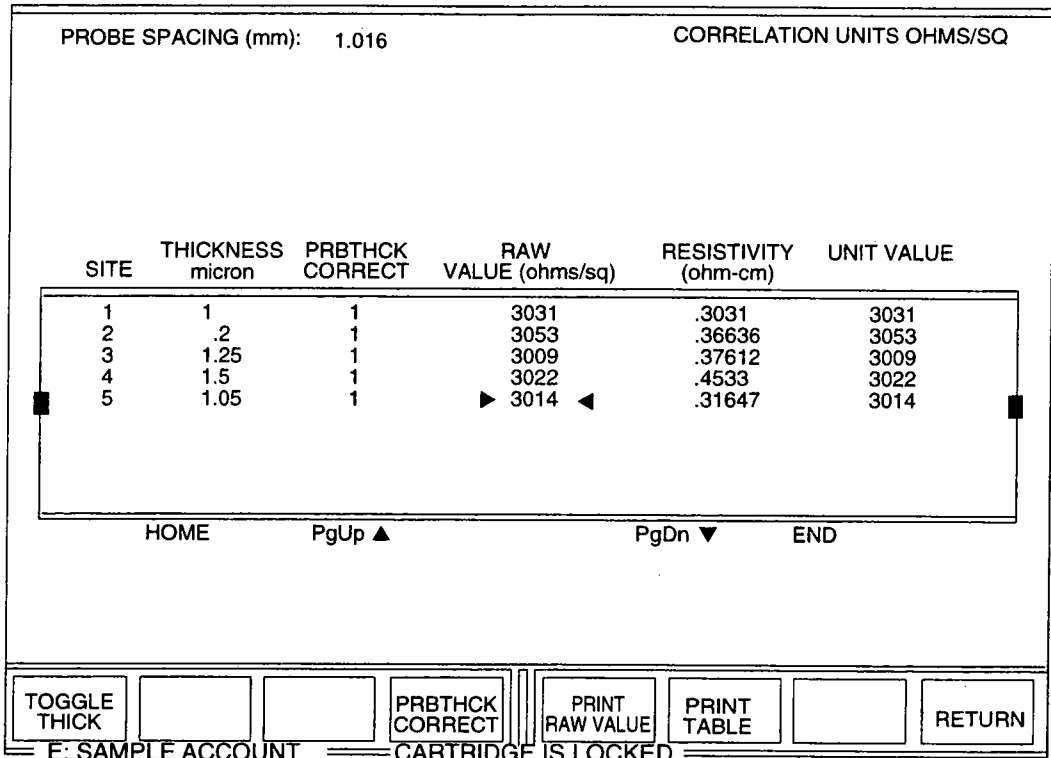 PROBE SPACING (mm): 1.016 CORRELATION UNITS OHMS/SQ
SITE THICKNESS micron PRBTHCK CORRECT RAW VALUE (ohms/sq) RESISTIVITY (ohm-cm) UNIT VALUE
1 1 1 3031 .3031 3031
2 .2 1 3053 .36636 3053
3 1.25 1 3009 .37612 3009
4 1.5 1 3022 .4533 3022
5 1.05 1 ▶ 3014 ◀ .31647 3014
HOME PgUp ▲ PgDn ▼ END
TOGGLE THICK PRBTHCK CORRECT PRINT RAW VALUE PRINT TABLE RETURN
E: SAMPLE ACCOUNT CARTRIDGE IS LOCKED